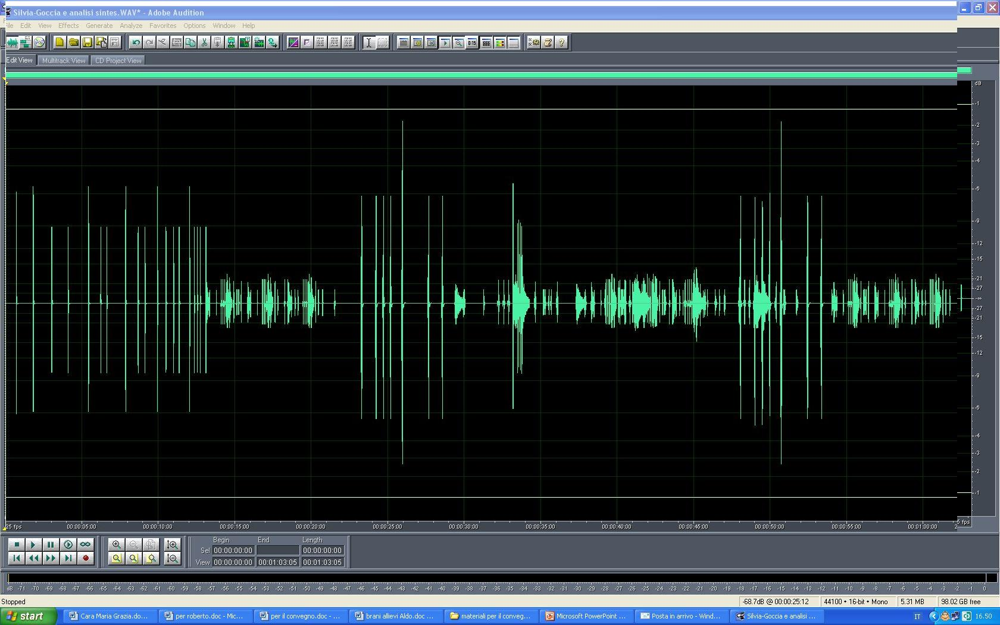 Silvia-Goccia e analisi sintes.WAV* - Adobe Audition
File Edit View Effects Generate Analyze Favorites Options Window Help
Edit View Multitrack View CD Project View
dB
-1
-2
-3
-4
-6
-9
-12
-15
-21
-27
-∞
-27
-21
-15
-12
-9
-6
-4
-3
-2
-1
25 fps 00:00:05:00 00:00:10:00 00:00:15:00 00:00:20:00 00:00:25:00 00:00:30:00 00:00:35:00 00:00:40:00 00:00:45:00 00:00:50:00 00:00:55:00 00:01:00:00 5 fps
Begin End Length
Sel 00:00:00:00 00:00:00:00
View 00:00:00:00 00:01:03:05 00:01:03:05
dB -71 -70 -69 -68 -67 -66 -65 -64 -63 -62 -61 -60 -59 -58 -57 -56 -55 -54 -53 -52 -51 -50 -49 -48 -47 -46 -45 -44 -43 -42 -41 -40 -39 -38 -37 -36 -35 -34 -33 -32 -31 -30 -29 -28 -27 -26 -25 -24 -23 -22 -21 -20 -19 -18 -17 -16 -15 -14 -13 -12 -11 -10 -9 -8 -7 -6 -5 -4 -3 -2 -1 0
Stopped -68.7dB @ 00:00:25:12 44100 • 16-bit • Mono 5.31 MB 98.02 GB free
start Cara Maria Grazia.do... per roberto.doc - Mic... per il convegno.doc - ... brani allievi Aldo.doc ... materiali per il conveg... Microsoft PowerPoint ... Posta in arrivo - Wind... Silvia-Goccia e analisi ... IT 16.50